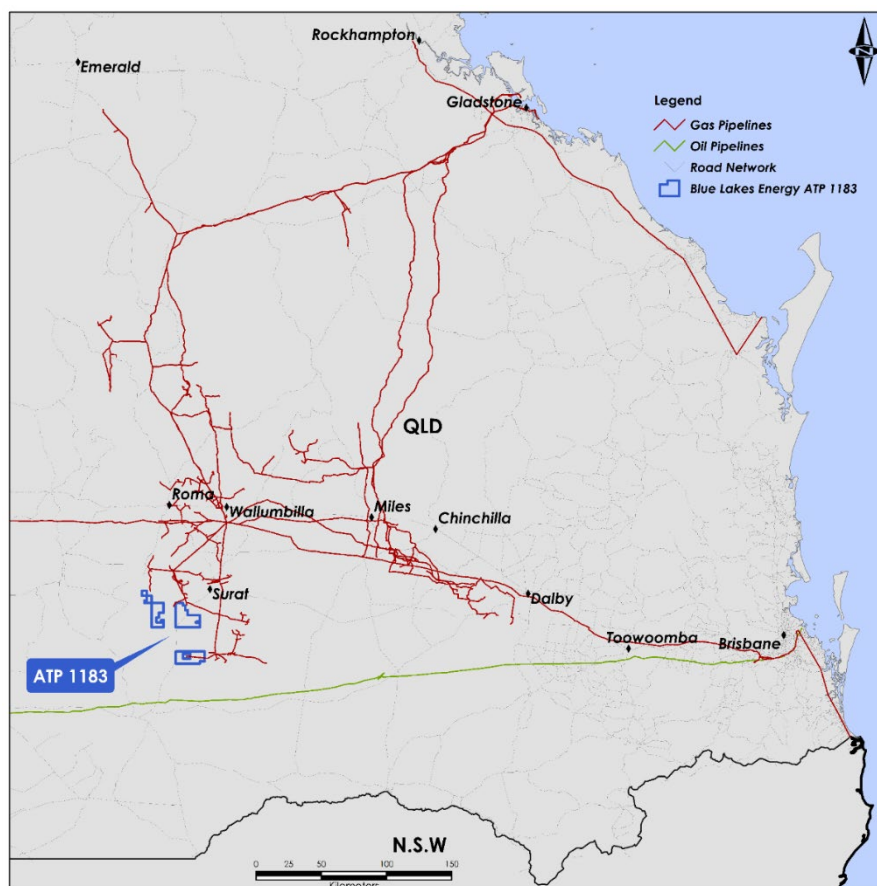 Rockhampton
Emerald
Gladstone
N
Legend
Gas Pipelines
Oil Pipelines
Road Network
Blue Lakes Energy ATP 1183
QLD
Roma
Wallumbilla
Miles
Chinchilla
Surat
Dalby
Toowoomba
Brisbane
ATP 1183
N.S.W
0 25 50 100 150
Kilometers